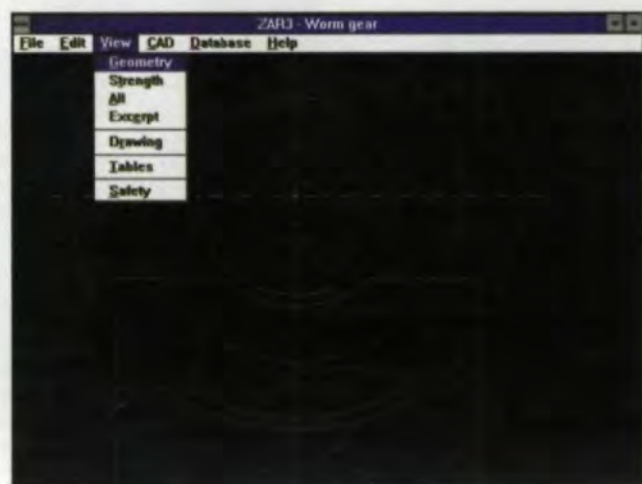 ZAR3 - Worm gear
File Edit View CAD Database Help
Geometry
Strength
All
Excerpt
Drawing
Tables
Safety